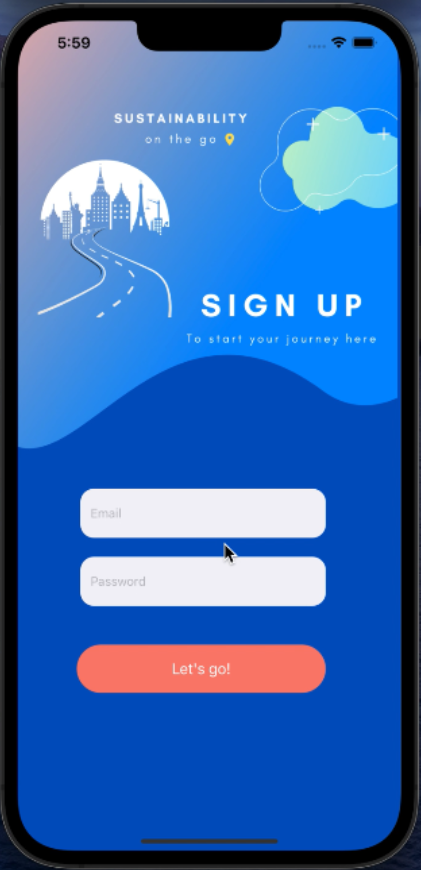 5:59
SUSTAINABILITY
on the go
SIGN UP
To start your journey here
Email
Password
Let's go!